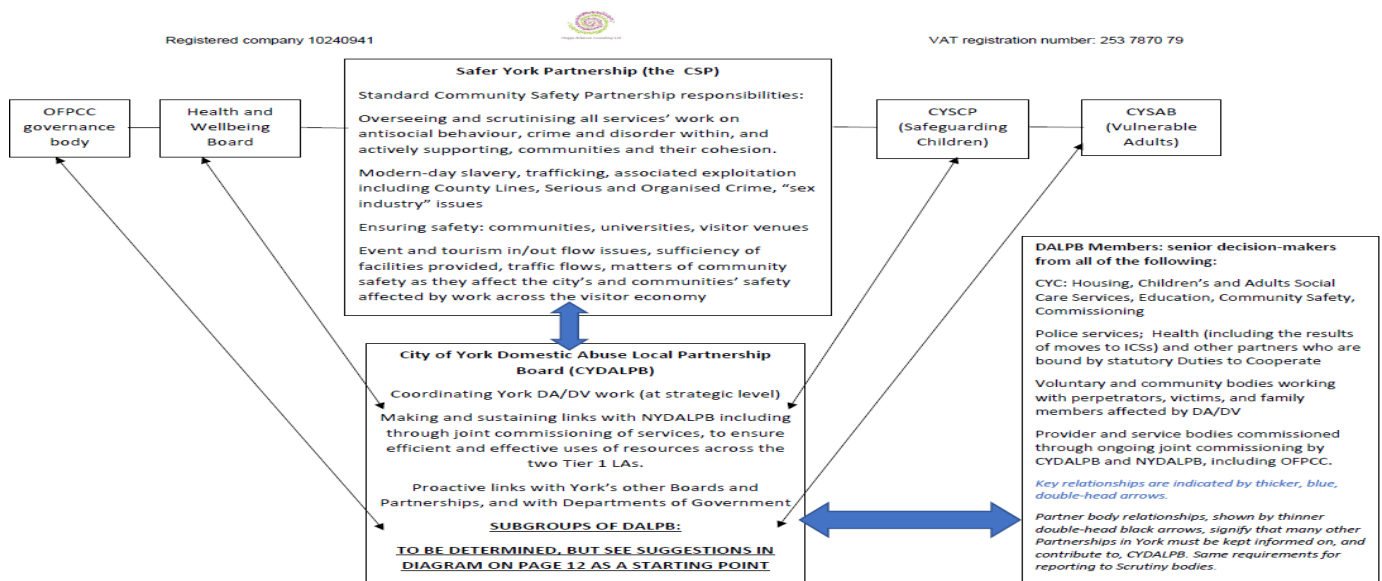 Registered company 10240941
VAT registration number: 253 7870 79
OFPCC
governance
body
Health and
Wellbeing
Board
Safer York Partnership (the CSP)
Standard Community Safety Partnership responsibilities:
Overseeing and scrutinising all services' work on
antisocial behaviour, crime and disorder within, and
actively supporting, communities and their cohesion.
Modern-day slavery, trafficking, associated exploitation
including County Lines, Serious and Organised Crime, "sex
industry" issues
Ensuring safety: communities, universities, visitor venues
Event and tourism in/out flow issues, sufficiency of
facilities provided, traffic flows, matters of community
safety as they affect the city's and communities' safety
affected by work across the visitor economy
CYSCP
(Safeguarding
Children)
CYSAB
(Vulnerable
Adults)
City of York Domestic Abuse Local Partnership
Board (CYDALPB)
Coordinating York DA/DV work (at strategic level)
Making and sustaining links with NYDALPB including
through joint commissioning of services, to ensure
efficient and effective uses of resources across the
two Tier 1 LAs.
Proactive links with York's other Boards and
Partnerships, and with Departments of Government
SUBGROUPS OF DALPB:
TO BE DETERMINED, BUT SEE SUGGESTIONS IN
DIAGRAM ON PAGE 12 AS A STARTING POINT
DALPB Members: senior decision-makers
from all of the following:
CYC: Housing, Children's and Adults Social
Care Services, Education, Community Safety,
Commissioning
Police services; Health (including the results
of moves to ICSs) and other partners who are
bound by statutory Duties to Cooperate
Voluntary and community bodies working
with perpetrators, victims, and family
members affected by DA/DV
Provider and service bodies commissioned
through ongoing joint commissioning by
CYDALPB and NYDALPB, including OFPCC.
Key relationships are indicated by thicker, blue,
double-head arrows.
Partner body relationships, shown by thinner
double-head black arrows, signify that many other
Partnerships in York must be kept informed on, and
contribute to, CYDALPB. Same requirements for
reporting to Scrutiny bodies.